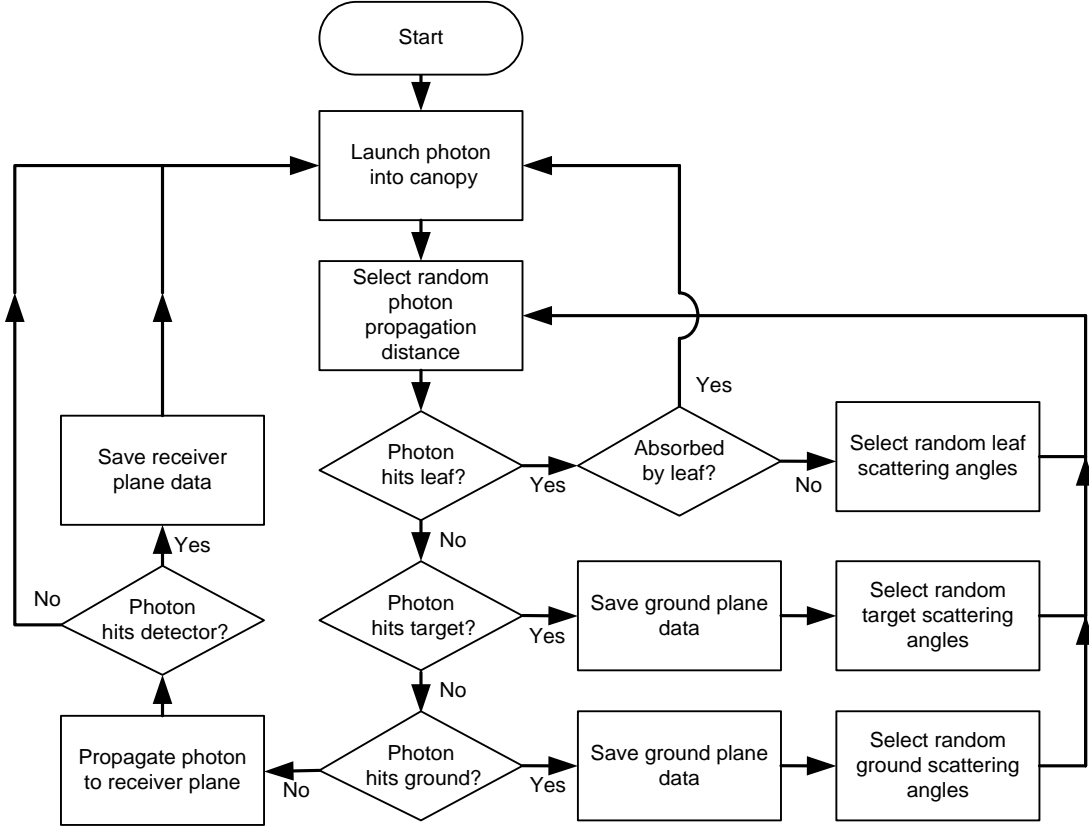 Start
Launch photon
into canopy
Select random
photon
propagation
distance
Yes
Photon
hits leaf?
Yes
Absorbed
by leaf?
No
Select random leaf
scattering angles
Save receiver
plane data
Yes
No
Photon
hits detector?
No
Photon
hits target?
Yes
Save ground plane
data
Select random
target scattering
angles
No
Propagate photon
to receiver plane
No
Photon
hits ground?
Yes
Save ground plane
data
Select random
ground scattering
angles